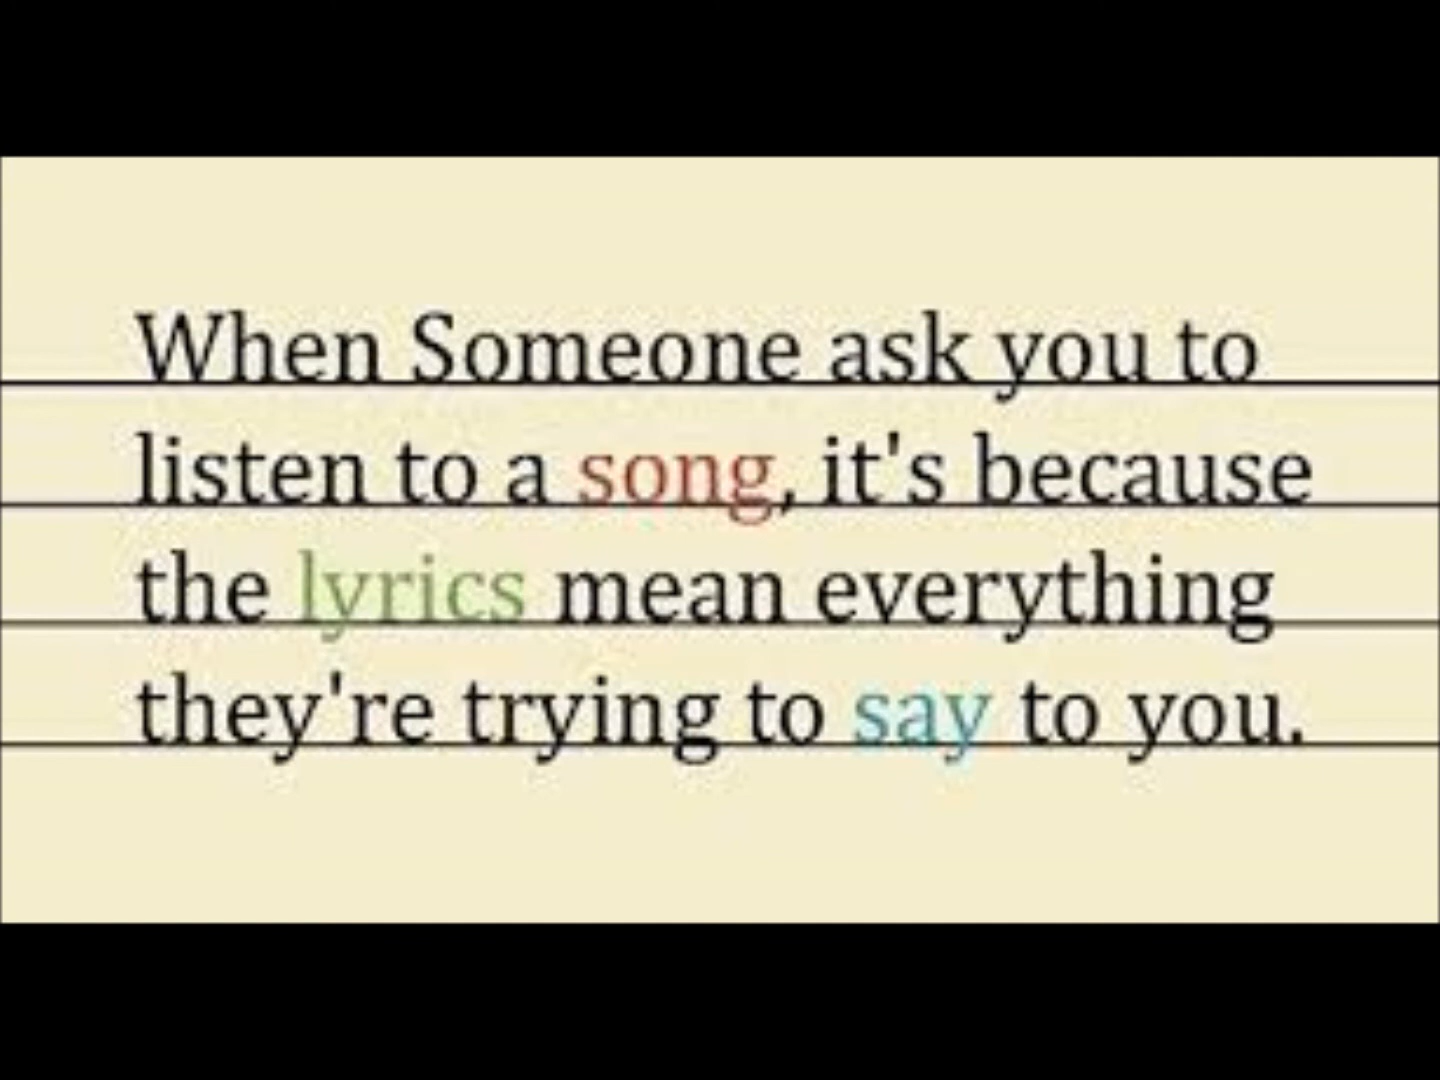 When Someone ask you to
listen to a song, it's because
the lyrics mean everything
they're trying to say to you.